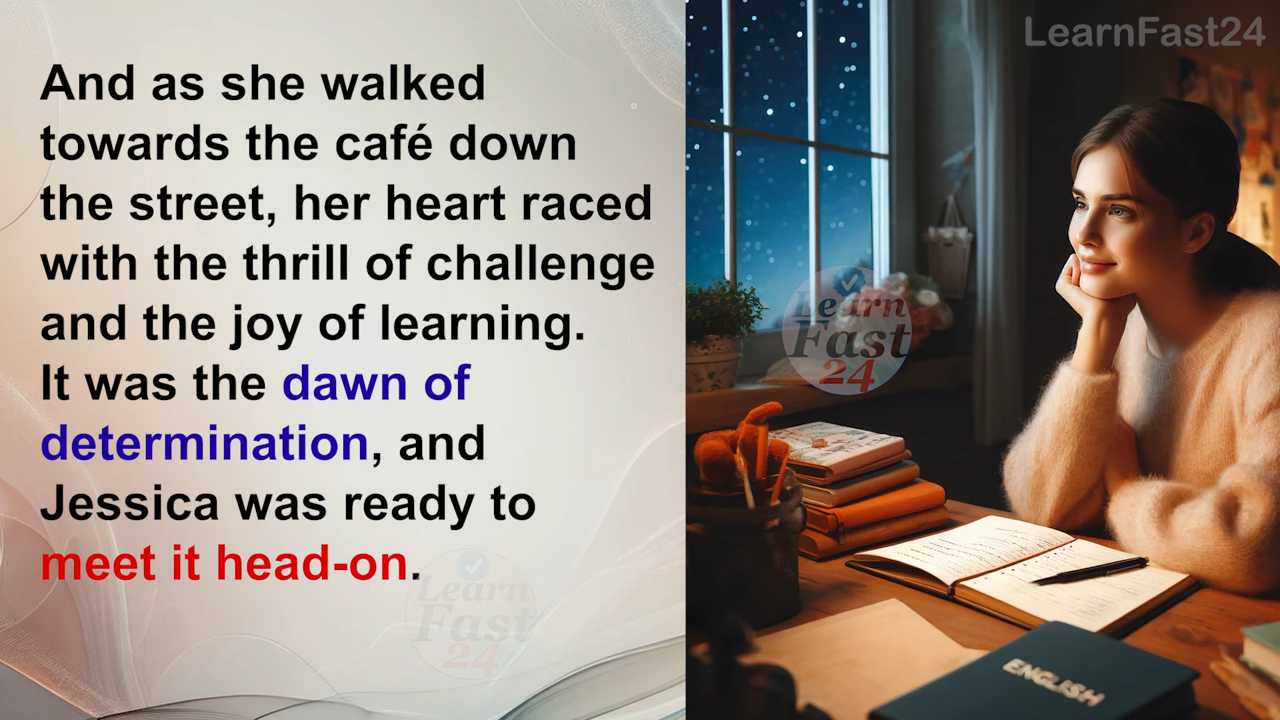 LearnFast24
And as she walked
towards the café down
the street, her heart raced
with the thrill of challenge
and the joy of learning.
It was the dawn of
determination, and
Jessica was ready to
meet it head-on.
Learn
Fast
24
Learn
Fast
24
ENGLISH